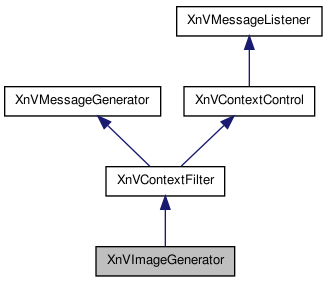 XnVMessageListener
XnVMessageGenerator
XnVContextControl
XnVContextFilter
XnVImageGenerator